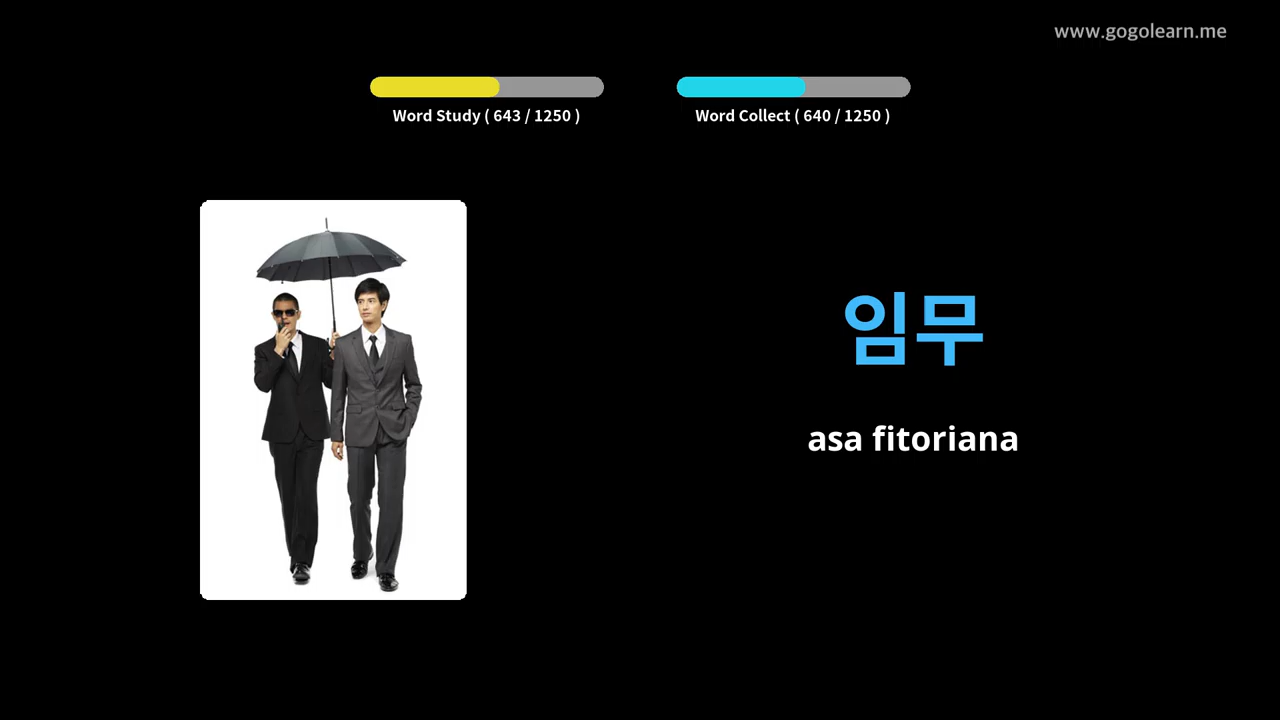 www.gogolearn.me
Word Study ( 643 / 1250 )
Word Collect ( 640 / 1250 )
임무
asa fitoriana